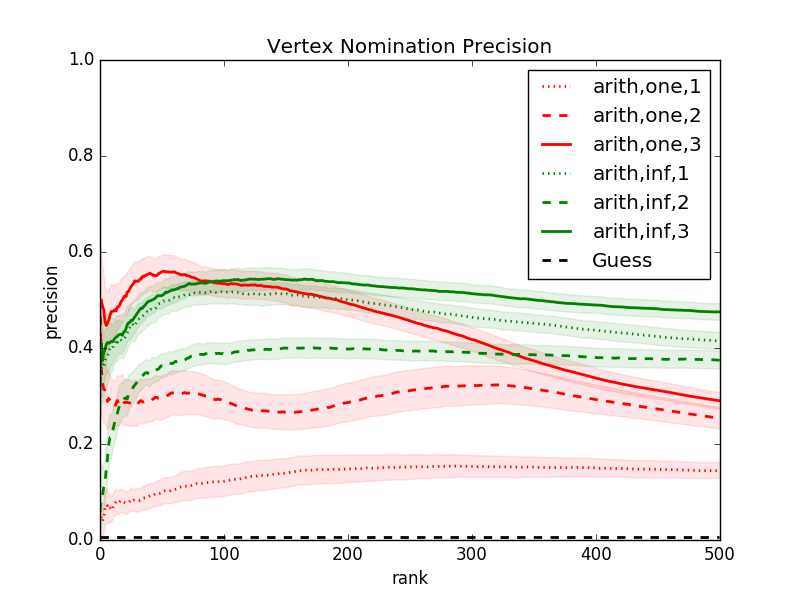 Vertex Nomination Precision
1.0
0.8
0.6
0.4
0.2
0.0
precision
arith,one,1
arith,one,2
arith,one,3
arith,inf,1
arith,inf,2
arith,inf,3
Guess
0 100 200 300 400 500
rank